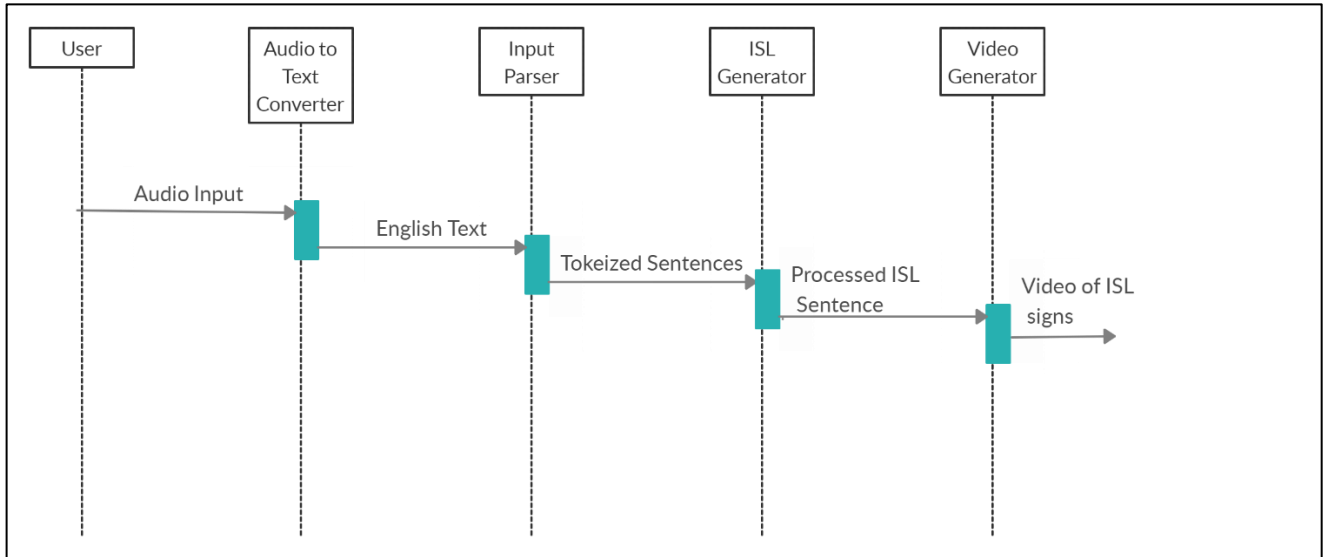 User
Audio to
Text
Converter
Input
Parser
ISL
Generator
Video
Generator
Audio Input
English Text
Tokeized Sentences
Processed ISL
Sentence
Video of ISL
signs